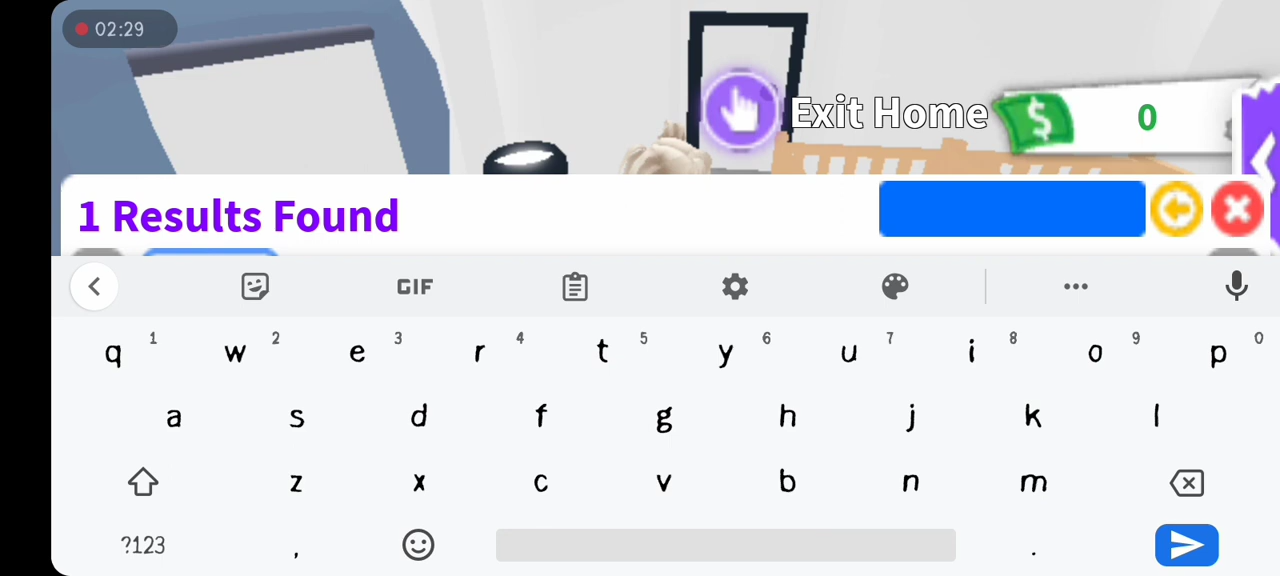 02:29
Exit Home
$ 0
1 Results Found
GIF
q 1 w 2 e 3 r 4 t 5 y 6 u 7 i 8 o 9 p 0
a s d f g h j k l
z x c v b n m
?123 , .